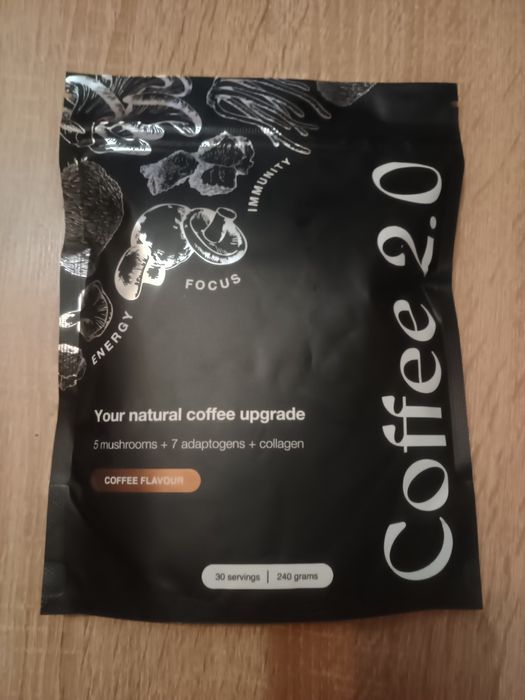 IMMUNITY
FOCUS
ENERGY
Coffee 2.0
Your natural coffee upgrade
5 mushrooms + 7 adaptogens + collagen
COFFEE FLAVOUR
30 servings | 240 grams